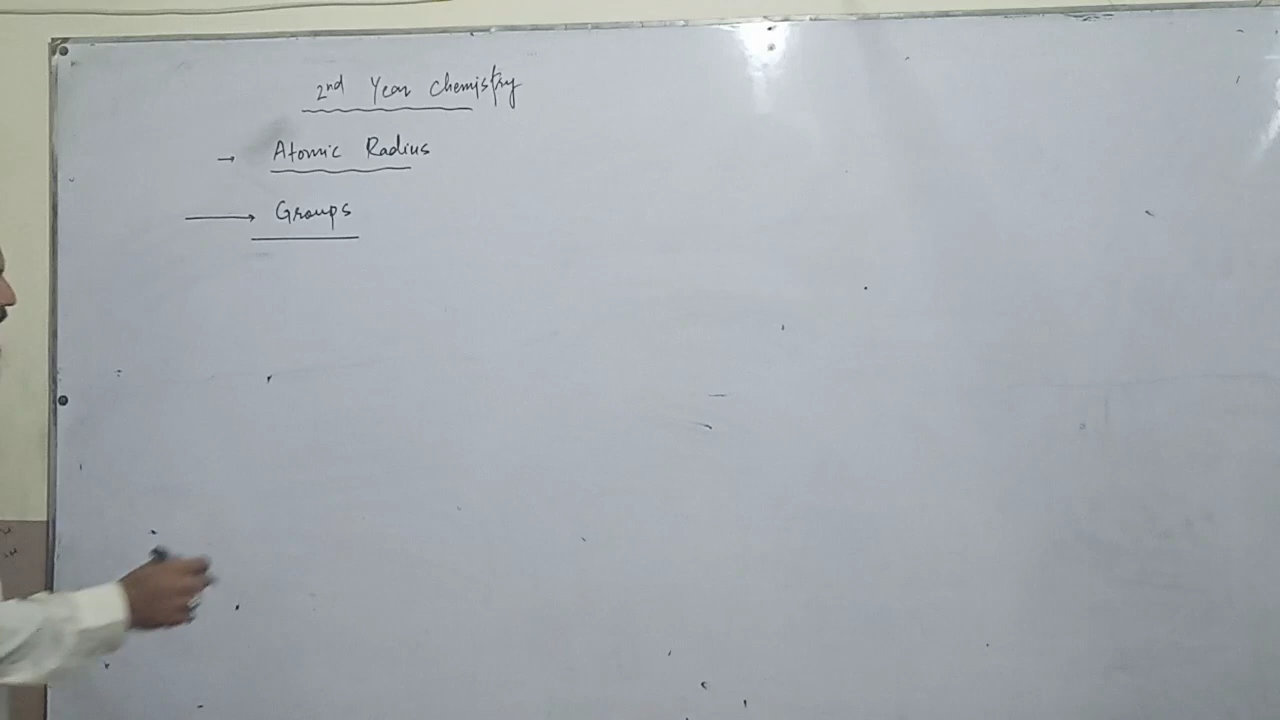 2nd Year Chemistry
→ Atomic Radius
→ Groups